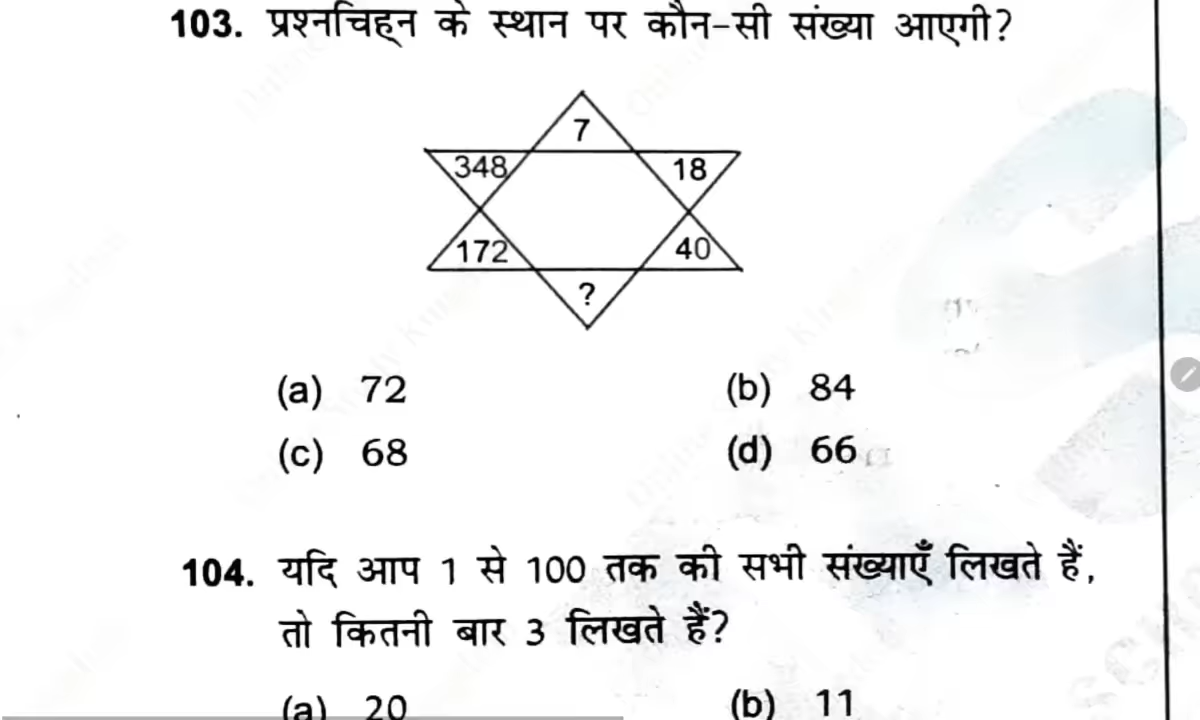 103. प्रश्नचिह्न के स्थान पर कौन-सी संख्या आएगी?
7
348 18
172 40
?
(a) 72 (b) 84
(c) 68 (d) 66
104. यदि आप 1 से 100 तक की सभी संख्याएँ लिखते हैं,
तो कितनी बार 3 लिखते हैं?
(a) 20 (b) 11